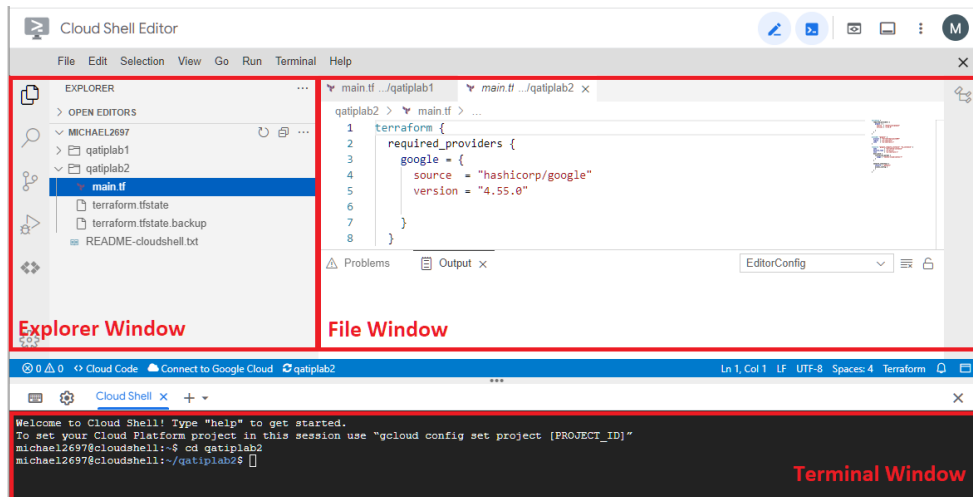 Cloud Shell Editor
M
File Edit Selection View Go Run Terminal Help
EXPLORER
OPEN EDITORS
MICHAEL2697
qatiplab1
qatiplab2
main.tf
terraform.tfstate
terraform.tfstate.backup
README-cloudshell.txt
Explorer Window
main.tf .../qatiplab1 main.tf .../qatiplab2
qatiplab2 > main.tf > ...
1 terraform {
2 required_providers {
3 google = {
4 source = "hashicorp/google"
5 version = "4.55.0"
6
7 }
8 }
Problems Output EditorConfig
File Window
0 0 Cloud Code Connect to Google Cloud qatiplab2 Ln 1, Col 1 LF UTF-8 Spaces: 4 Terraform
Cloud Shell
Welcome to Cloud Shell! Type "help" to get started.
To set your Cloud Platform project in this session use “gcloud config set project [PROJECT_ID]”
michael2697@cloudshell:~$ cd qatiplab2
michael2697@cloudshell:~/qatiplab2$
Terminal Window